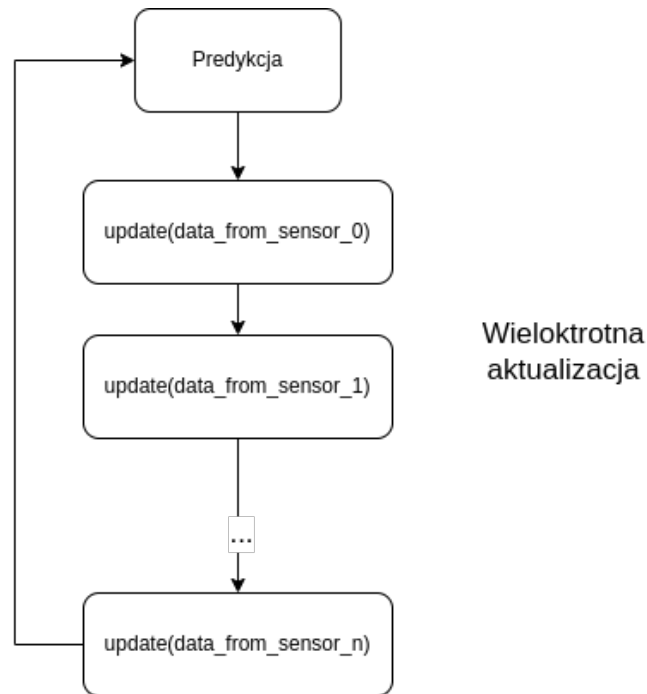 Predykcja
update(data_from_sensor_0)
Wieloktrotna
aktualizacja
update(data_from_sensor_1)
...
update(data_from_sensor_n)